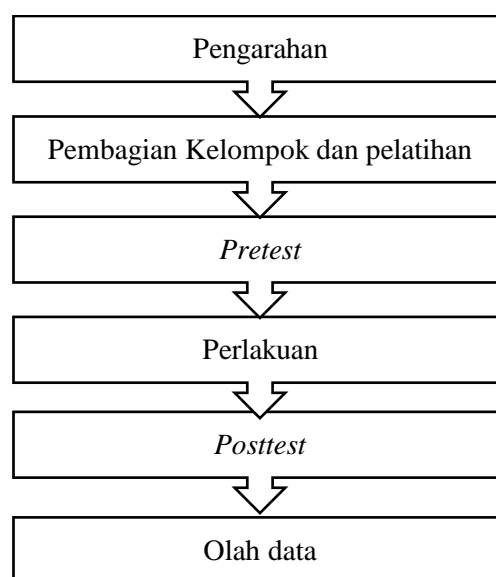 Pengarahan
Pembagian Kelompok dan pelatihan
Pretest
Perlakuan
Posttest
Olah data